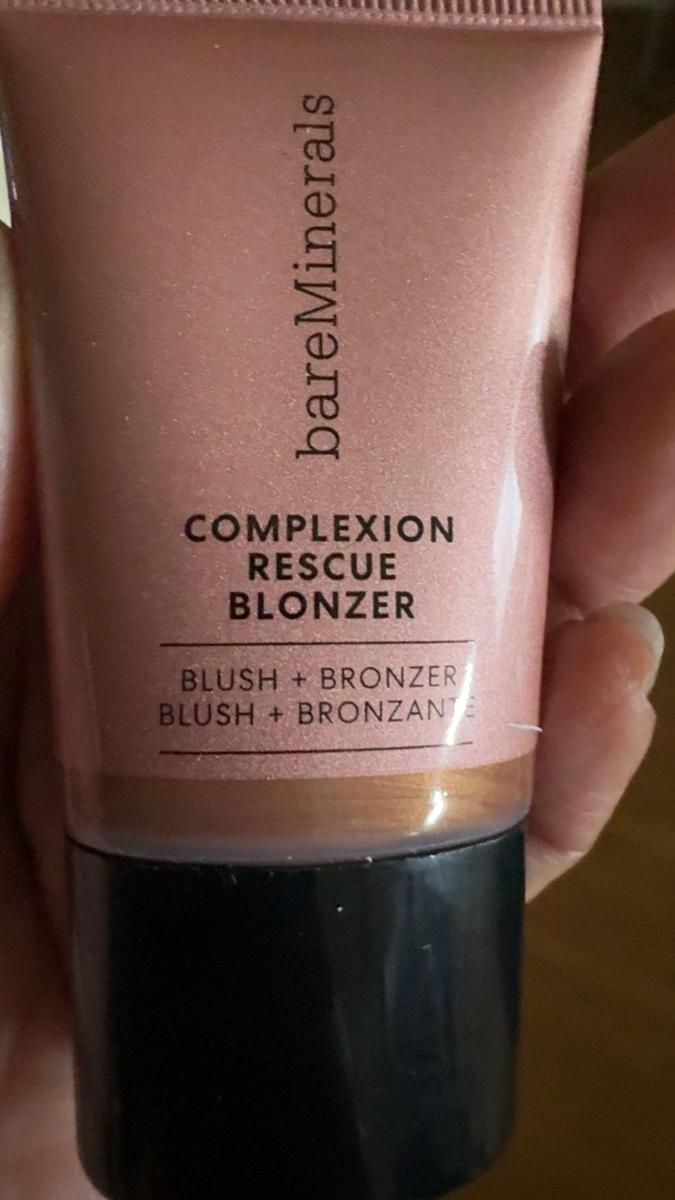 bareMinerals
COMPLEXION
RESCUE
BLONZER
BLUSH + BRONZER
BLUSH + BRONZANTE